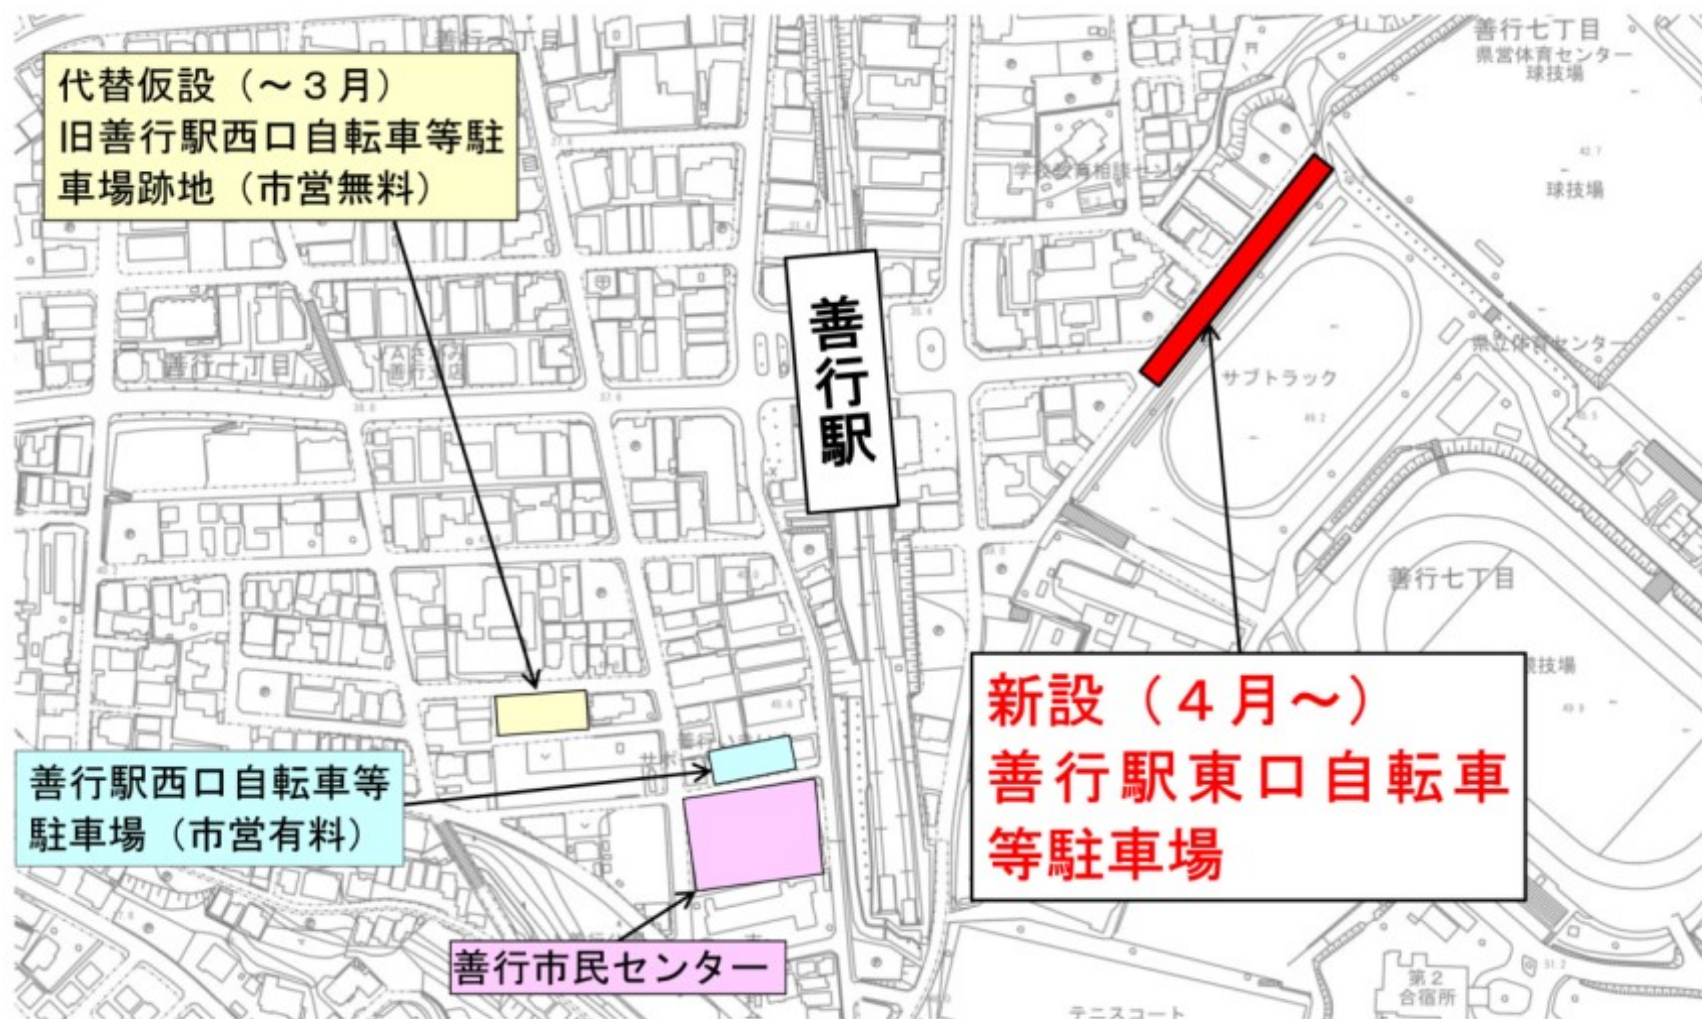 善行七丁目
県営体育センター
球技場
代替仮設（～３月）
旧善行駅西口自転車等駐
車場跡地（市営無料）
42.7
球技場
善行駅
善行一丁目
県立体育センター
サブトラック
49.2
善行七丁目
新設（４月～）
善行駅東口自転車
等駐車場
善行駅西口自転車等
駐車場（市営有料）
善行市民センター
第２
合宿所
51.2
テニスコート